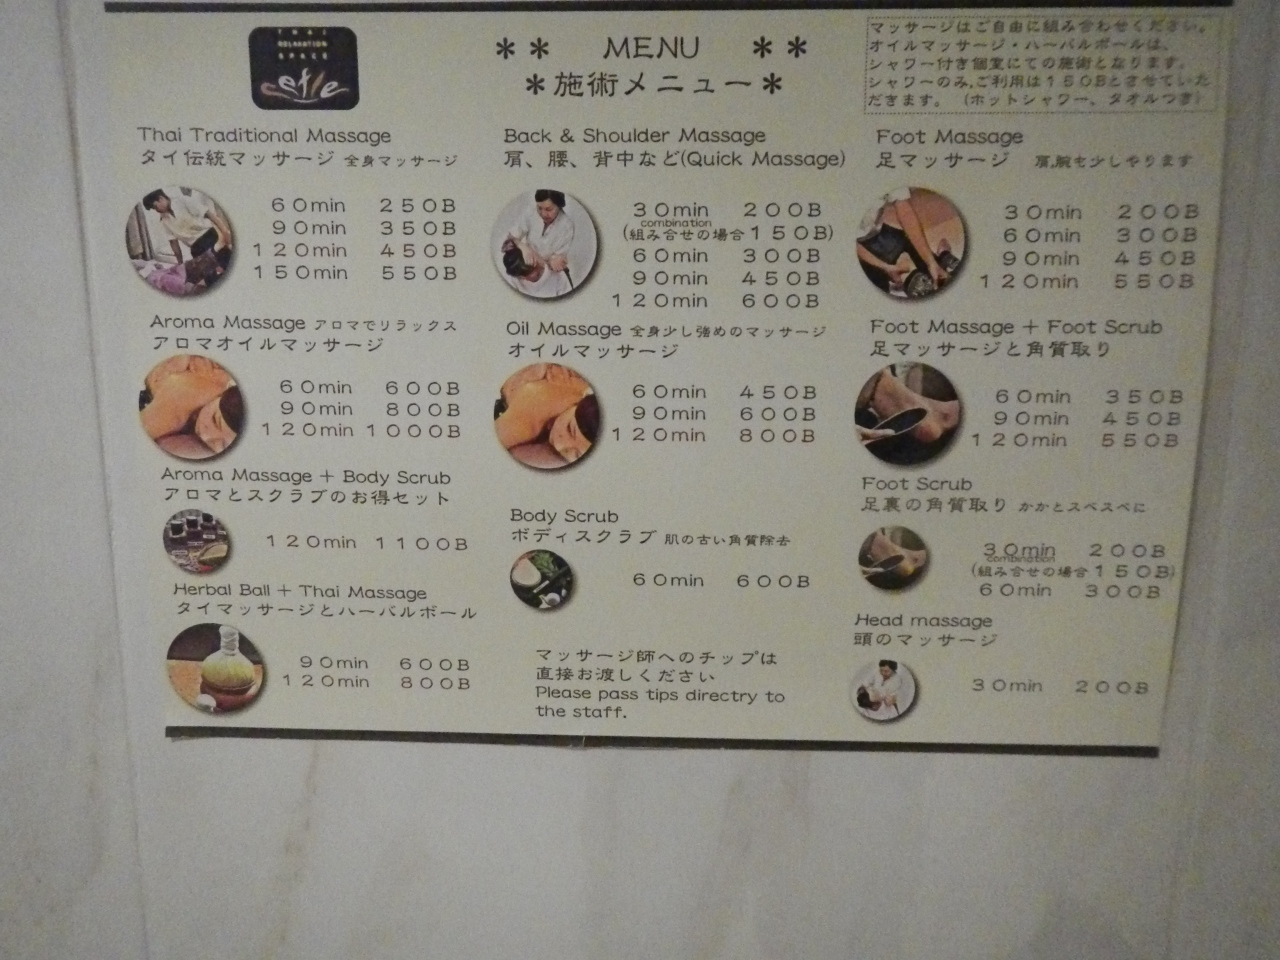 THAI
RELAXATION
SPACE
** MENU **
*施術メニュー*
マッサージはご自由に組み合わせください。
オイルマッサージ・ハーバルボールは、
シャワー付き個室にての施術となります。
シャワーのみ、ご利用は150Bとさせていた
だきます。 (ホットシャワー、タオルつき)
Thai Traditional Massage
タイ伝統マッサージ 全身マッサージ
60min 250B
90min 350B
120min 450B
150min 550B
Aroma Massage アロマでリラックス
アロマオイルマッサージ
60min 600B
90min 800B
120min 1000B
Aroma Massage + Body Scrub
アロマとスクラブのお得セット
120min 1100B
Herbal Ball + Thai Massage
タイマッサージとハーバルボール
90min 600B
120min 800B
Back & Shoulder Massage
肩、腰、背中など(Quick Massage)
30min 200B
combination
(組み合せの場合150B)
60min 300B
90min 450B
120min 600B
Oil Massage 全身少し強めのマッサージ
オイルマッサージ
60min 450B
90min 600B
120min 800B
Body Scrub
ボディスクラブ 肌の古い角質除去
60min 600B
マッサージ師へのチップは
直接お渡しください
Please pass tips directry to
the staff.
Foot Massage
足マッサージ 肩,腕も少しやります
30min 200B
60min 300B
90min 450B
120min 550B
Foot Massage + Foot Scrub
足マッサージと角質取り
60min 350B
90min 450B
120min 550B
Foot Scrub
足裏の角質取り かかとスベスベに
30min 200B
combination
(組み合せの場合150B)
60min 300B
Head massage
頭のマッサージ
30min 200B